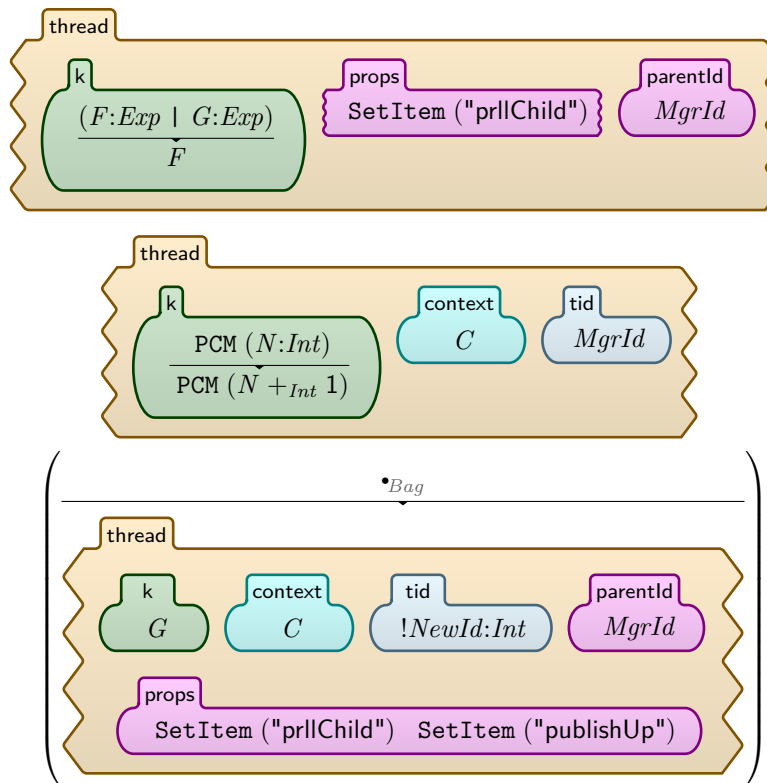 thread
k props parentId
(F:Exp | G:Exp) SetItem ("prllChild") MgrId
F
thread
k context tid
PCM (N:Int) C MgrId
PCM (N +Int 1)
•Bag
thread
k context tid parentId
G C !NewId:Int MgrId
props
SetItem ("prllChild") SetItem ("publishUp")